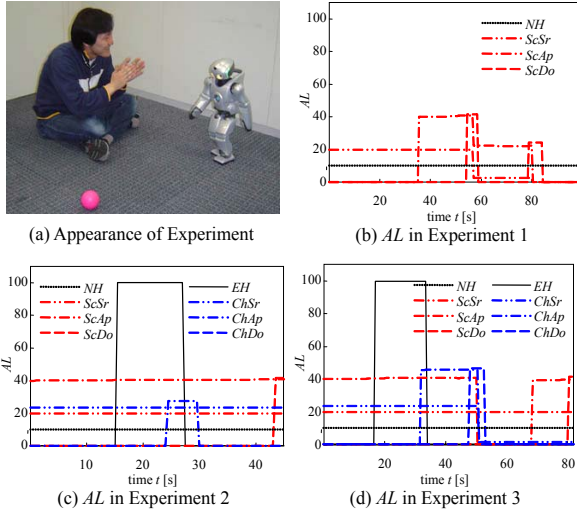 100
80
60
40
20
0
AL
NH
ScSr
ScAp
ScDo
20 40 60 80
time t [s]
(a) Appearance of Experiment
(b) AL in Experiment 1
100
80
60
40
20
0
AL
NH
ScSr
ScAp
ScDo
EH
ChSr
ChAp
ChDo
10 20 30 40
time t [s]
(c) AL in Experiment 2
100
80
60
40
20
0
AL
NH
ScSr
ScAp
ScDo
EH
ChSr
ChAp
ChDo
20 40 60 80
time t [s]
(d) AL in Experiment 3